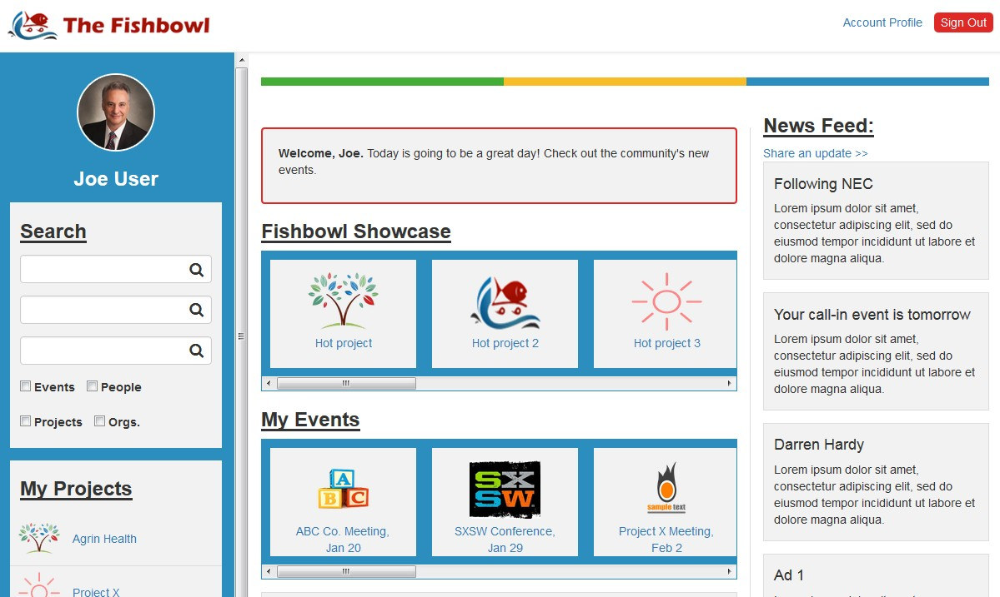 The Fishbowl
Account Profile
Sign Out
Joe User
Search
Events
People
Projects
Orgs.
My Projects
Agrin Health
Project X
Welcome, Joe. Today is going to be a great day! Check out the community's new
events.
Fishbowl Showcase
Hot project
Hot project 2
Hot project 3
My Events
A
B
C
ABC Co. Meeting,
Jan 20
SX
SW
SXSW Conference,
Jan 29
sample text
Project X Meeting,
Feb 2
News Feed:
Share an update >>
Following NEC
Lorem ipsum dolor sit amet,
consectetur adipiscing elit, sed do
eiusmod tempor incididunt ut labore et
dolore magna aliqua.
Your call-in event is tomorrow
Lorem ipsum dolor sit amet,
consectetur adipiscing elit, sed do
eiusmod tempor incididunt ut labore et
dolore magna aliqua.
Darren Hardy
Lorem ipsum dolor sit amet,
consectetur adipiscing elit, sed do
eiusmod tempor incididunt ut labore et
dolore magna aliqua.
Ad 1